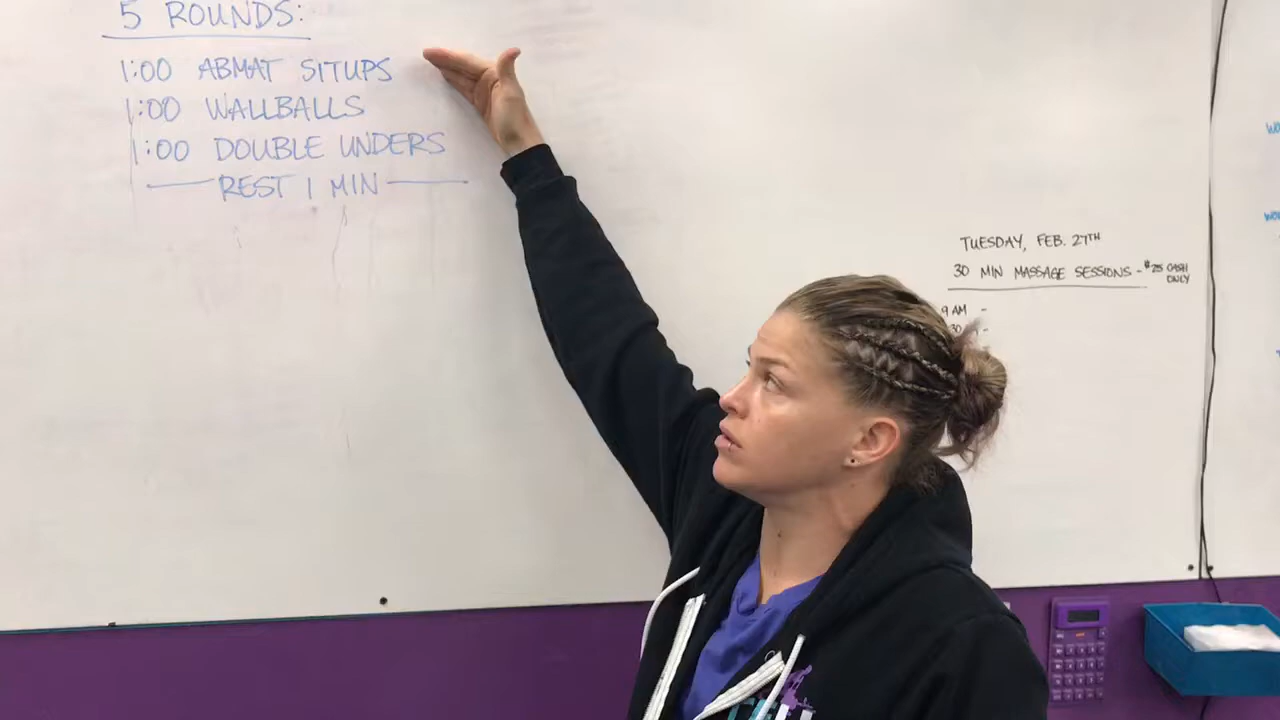 5 ROUNDS:
1:00 ABMAT SITUPS
1:00 WALLBALLS
1:00 DOUBLE UNDERS
REST 1 MIN
TUESDAY, FEB. 27TH
30 MIN MASSAGE SESSIONS - $25 CASH ONLY
9 AM -